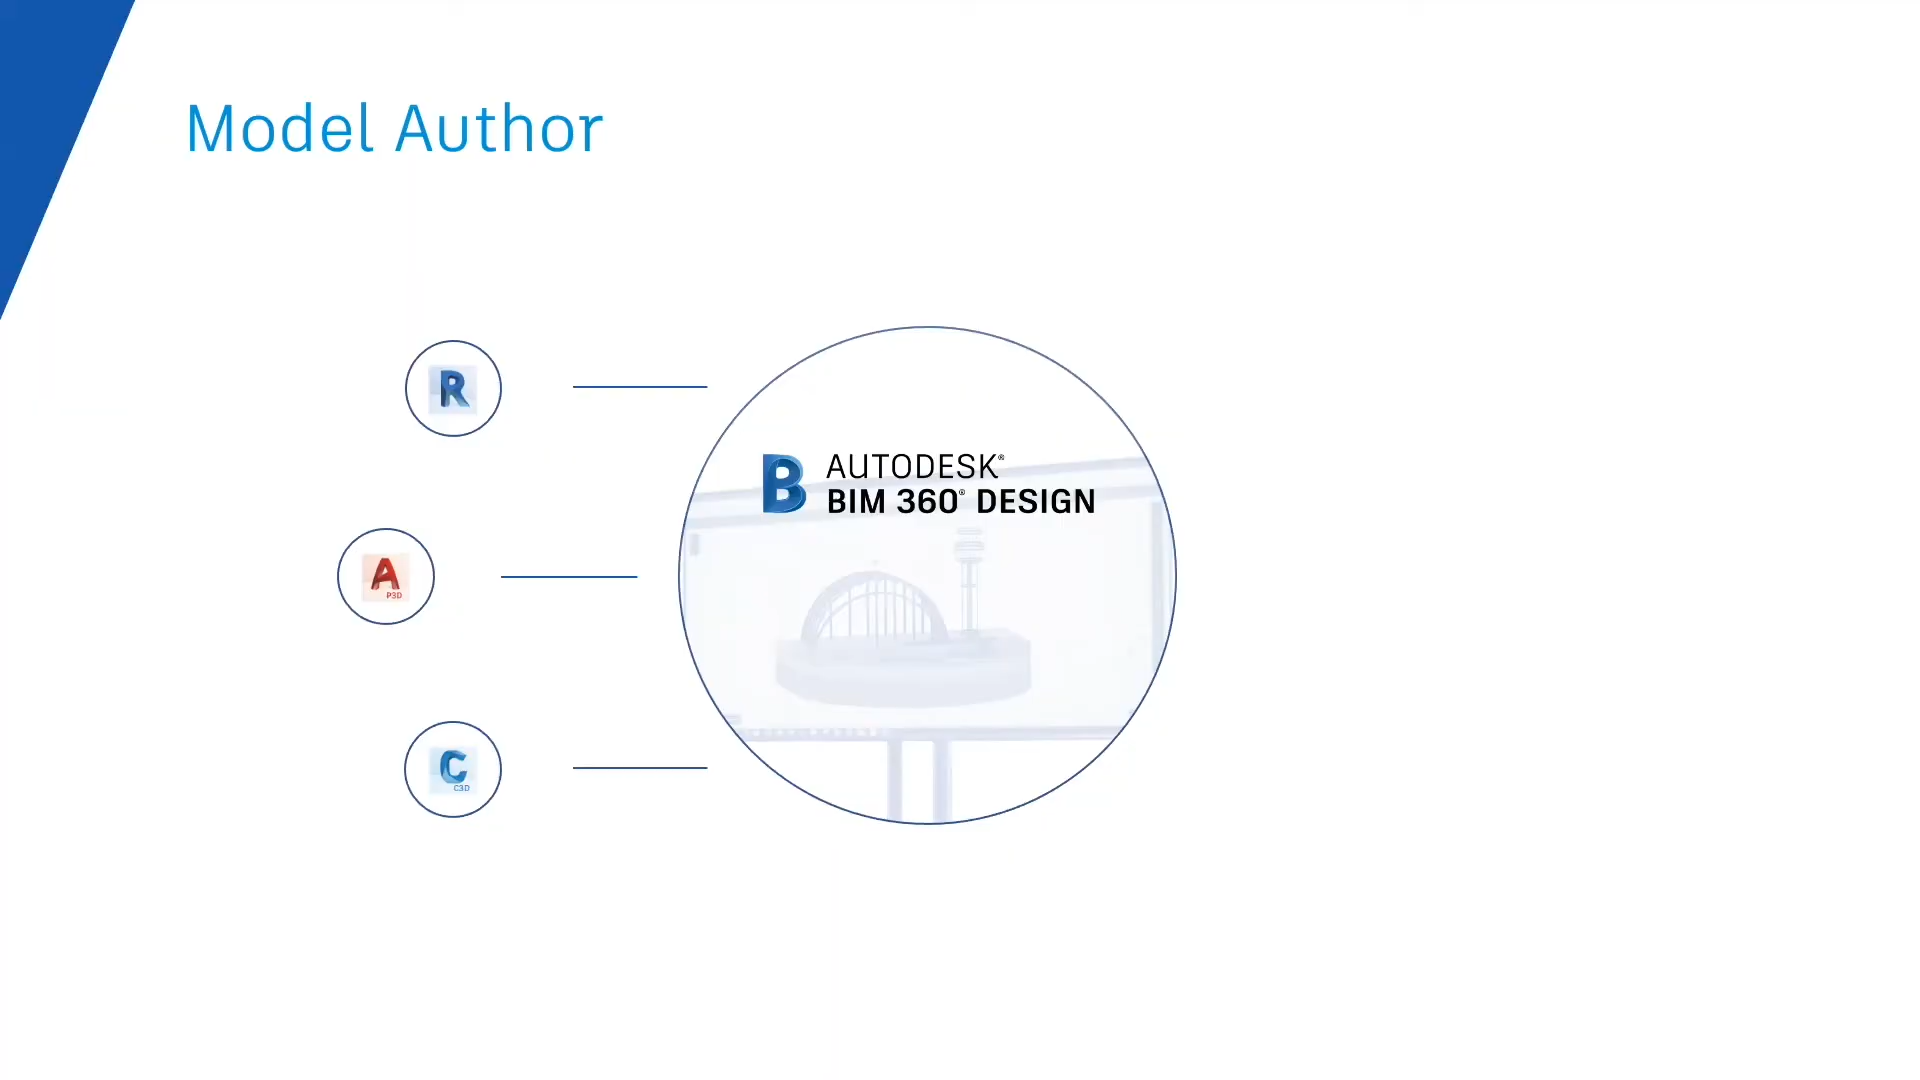 Model Author
R
AUTODESK®
B BIM 360® DESIGN
A
P3D
C
C3D